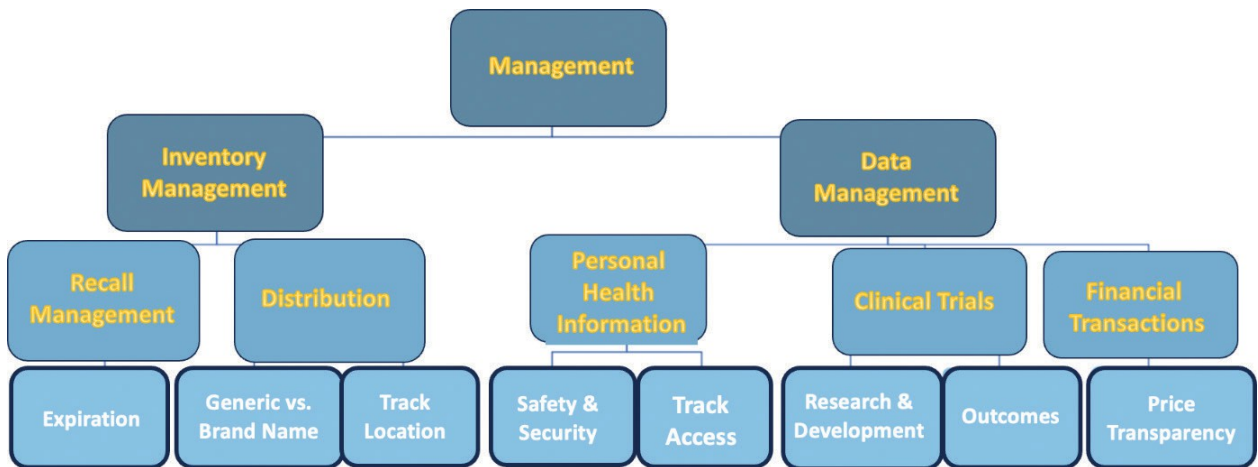 Management
Inventory
Management
Data
Management
Recall
Management
Distribution
Personal
Health
Information
Clinical Trials
Financial
Transactions
Expiration
Generic vs.
Brand Name
Track
Location
Safety &
Security
Track
Access
Research &
Development
Outcomes
Price
Transparency